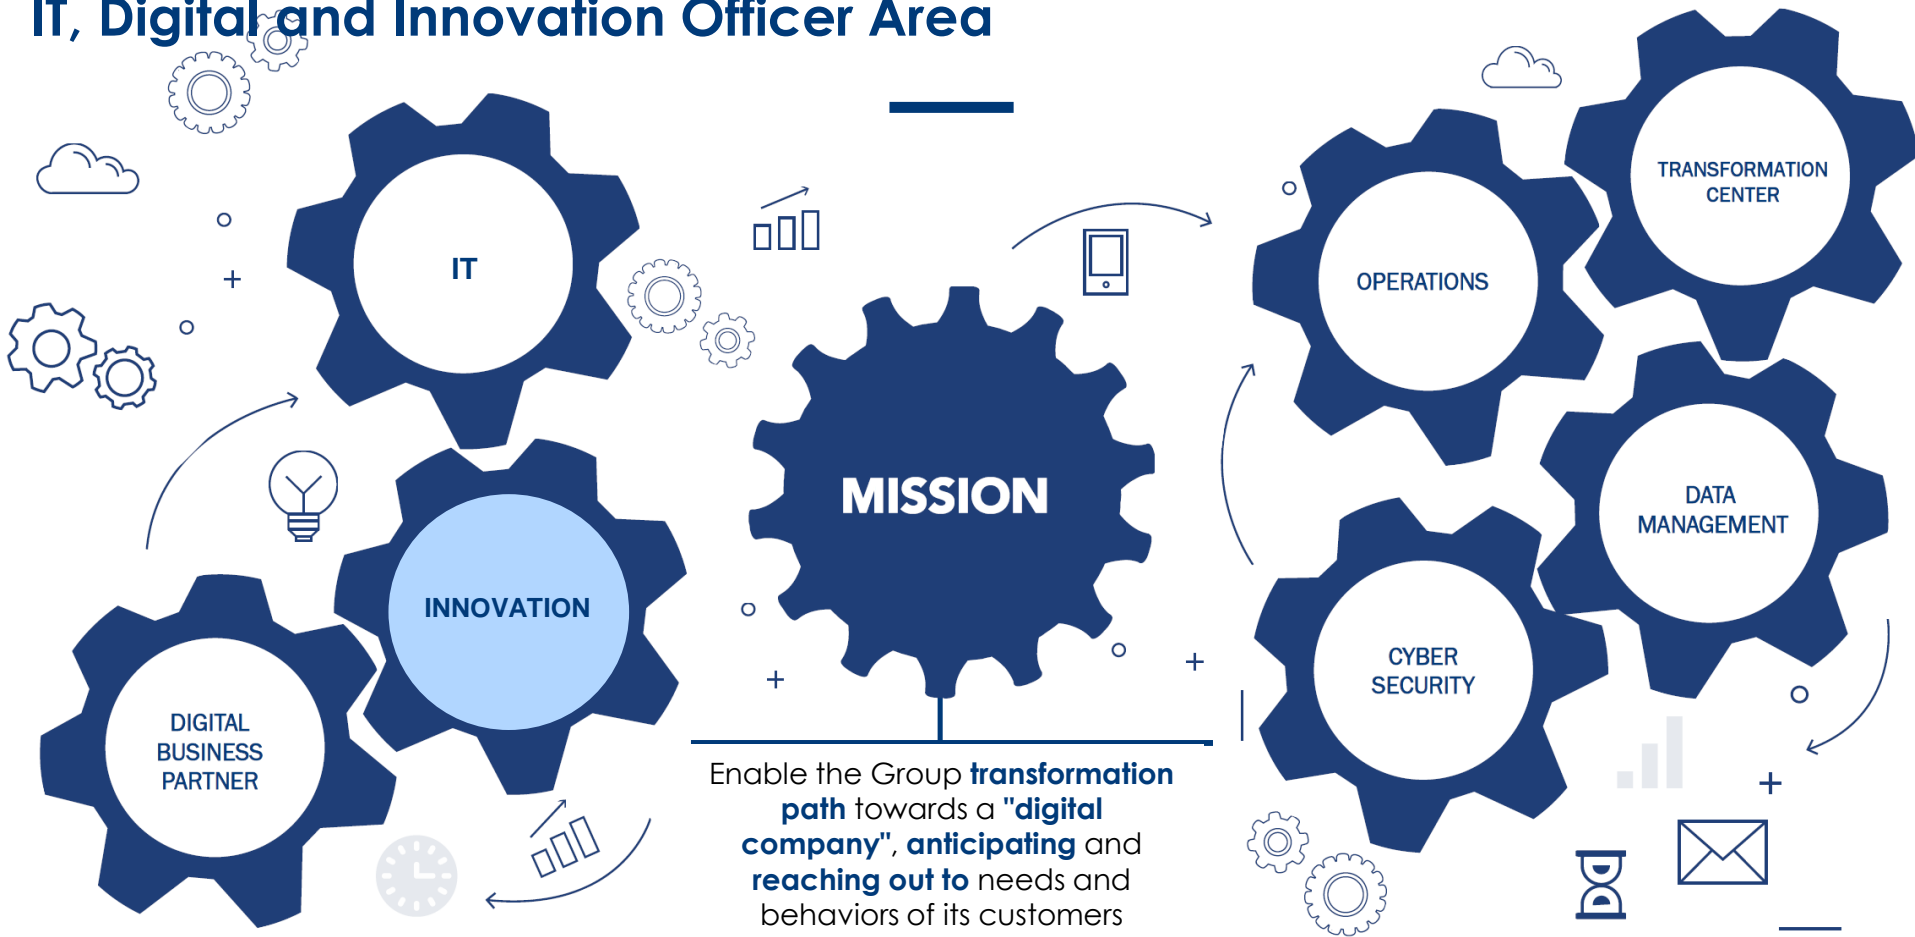 IT, Digital and Innovation Officer Area
IT
INNOVATION
DIGITAL
BUSINESS
PARTNER
MISSION
Enable the Group transformation
path towards a "digital
company", anticipating and
reaching out to needs and
behaviors of its customers
OPERATIONS
TRANSFORMATION
CENTER
DATA
MANAGEMENT
CYBER
SECURITY